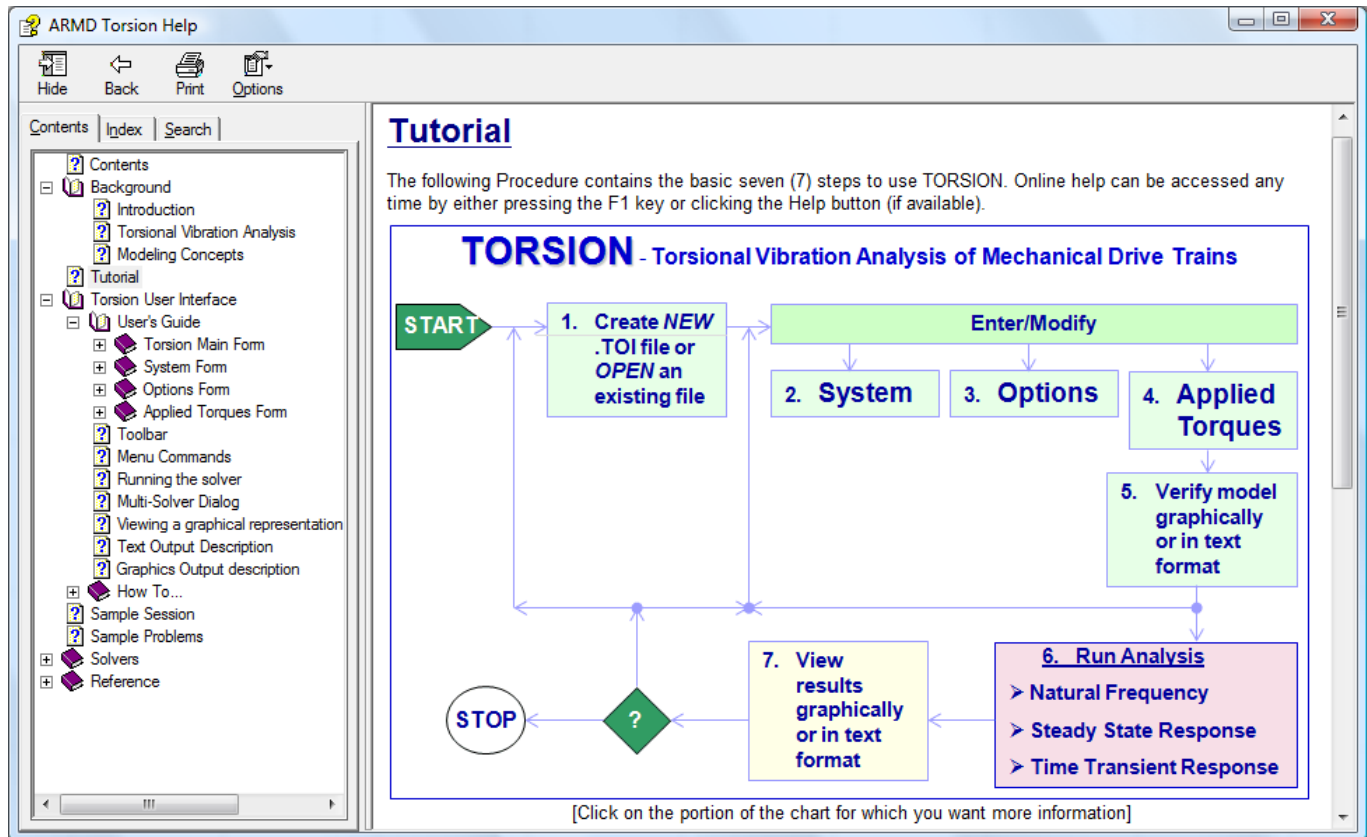 ARMD Torsion Help
Hide Back Print Options
Contents Index Search
Contents
Background
Introduction
Torsional Vibration Analysis
Modeling Concepts
Tutorial
Torsion User Interface
User's Guide
Torsion Main Form
System Form
Options Form
Applied Torques Form
Toolbar
Menu Commands
Running the solver
Multi-Solver Dialog
Viewing a graphical representation
Text Output Description
Graphics Output description
How To...
Sample Session
Sample Problems
Solvers
Reference
Tutorial
The following Procedure contains the basic seven (7) steps to use TORSION. Online help can be accessed any
time by either pressing the F1 key or clicking the Help button (if available).
TORSION - Torsional Vibration Analysis of Mechanical Drive Trains
START
1. Create NEW
.TOI file or
OPEN an
existing file
Enter/Modify
2. System
3. Options
4. Applied
Torques
5. Verify model
graphically
or in text
format
6. Run Analysis
➢ Natural Frequency
➢ Steady State Response
➢ Time Transient Response
7. View
results
graphically
or in text
format
?
STOP
[Click on the portion of the chart for which you want more information]